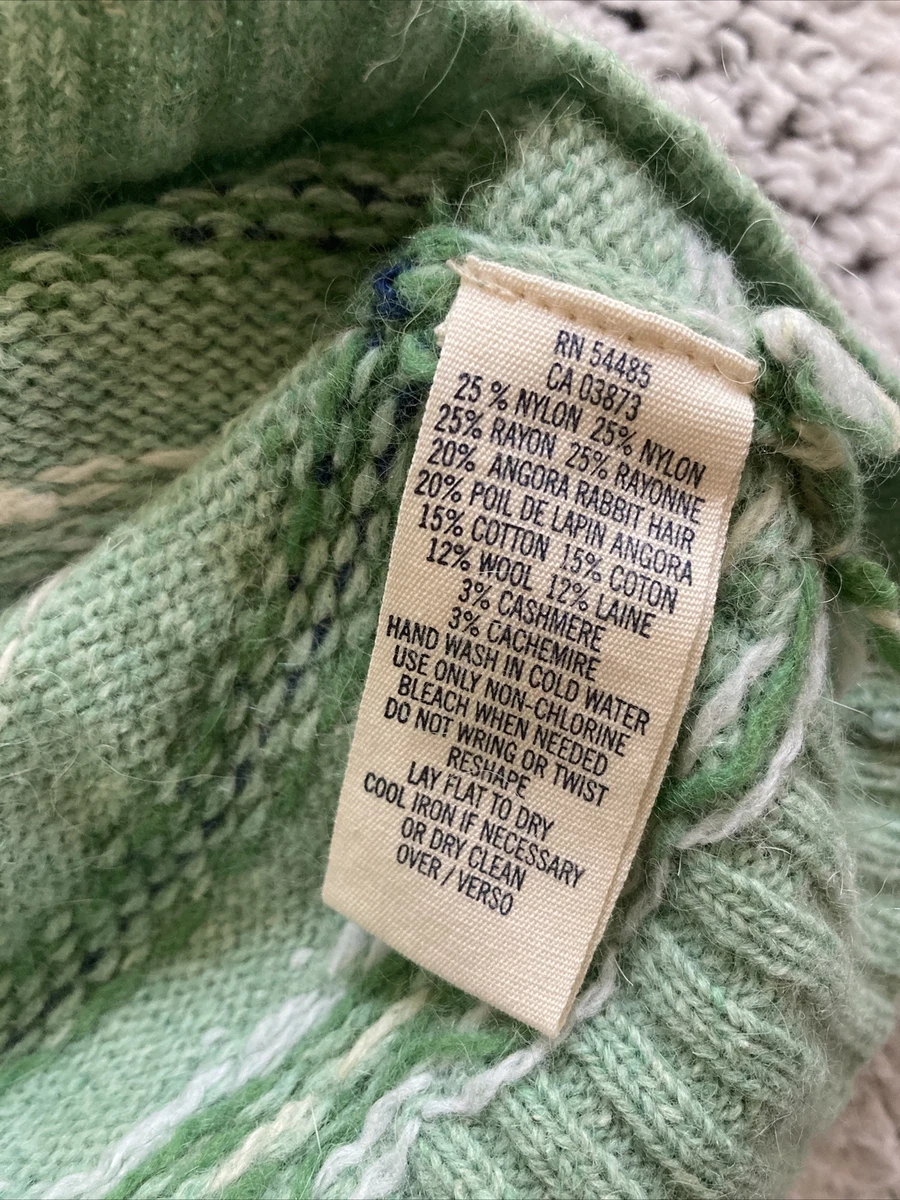 RN 54485
CA 03873
25 % NYLON 25% NYLON
25% RAYON 25% RAYONNE
20% ANGORA RABBIT HAIR
20% POIL DE LAPIN ANGORA
15% COTTON 15% COTON
12% WOOL 12% LAINE
3% CASHMERE
3% CACHEMIRE
HAND WASH IN COLD WATER
USE ONLY NON-CHLORINE
BLEACH WHEN NEEDED
DO NOT WRING OR TWIST
RESHAPE
LAY FLAT TO DRY
COOL IRON IF NECESSARY
OR DRY CLEAN
OVER / VERSO